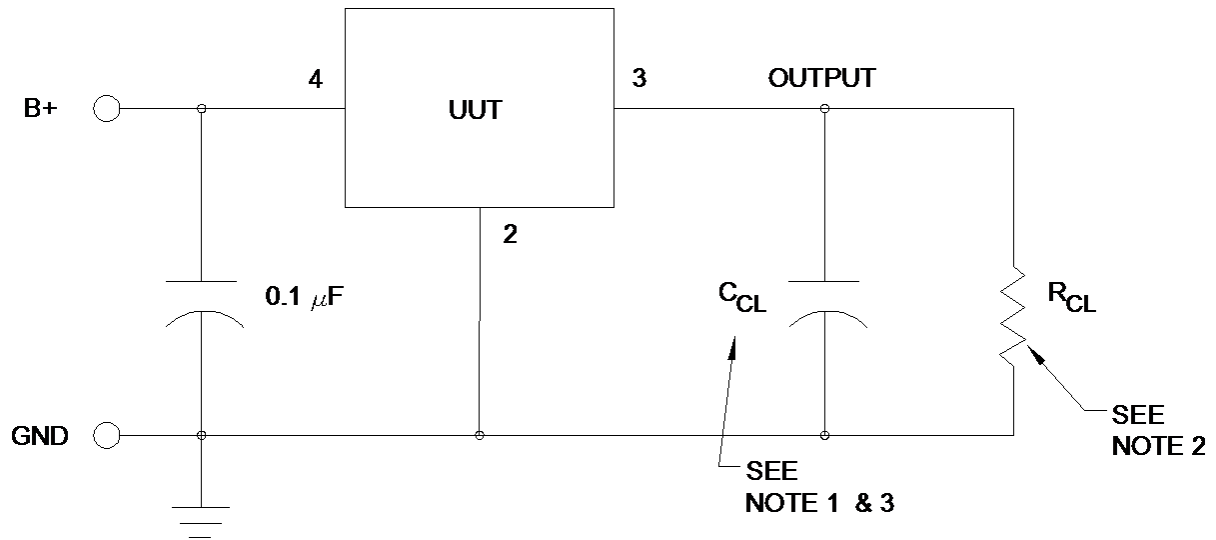 4
3
OUTPUT
B+
UUT
2
0.1 μF
C_CL
R_CL
GND
SEE
NOTE 2
SEE
NOTE 1 & 3